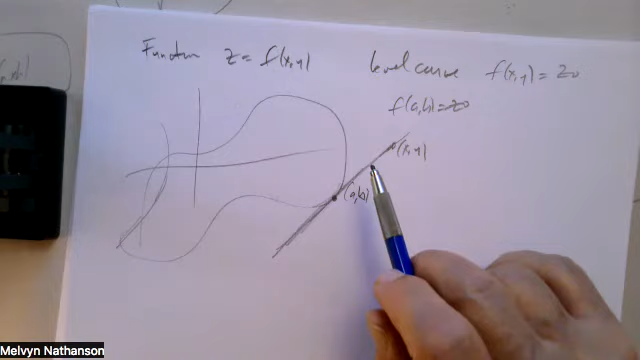 Function z = f(x,y)
level curve f(x,y) = z0
f(a,b) = z0
(x,y)
(a,b)
Melvyn Nathanson